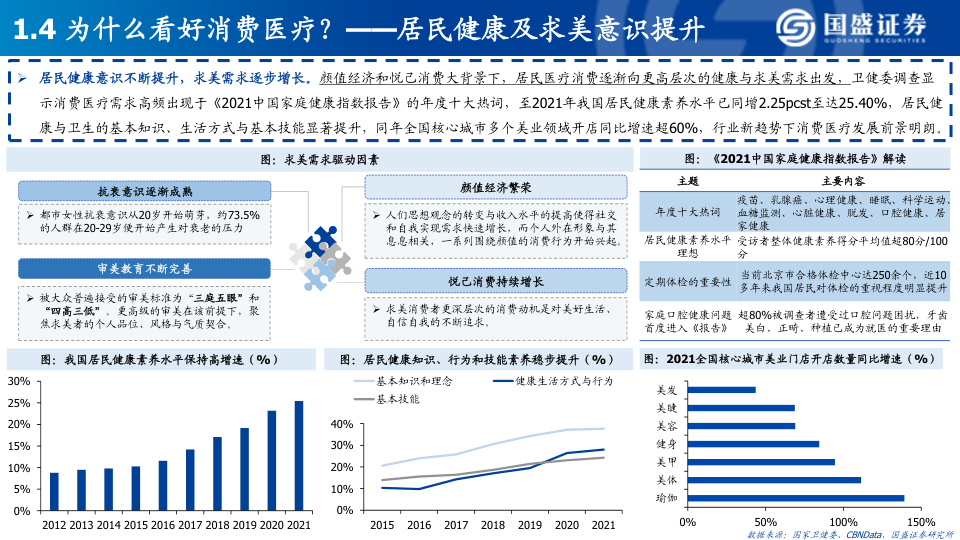 1.4 为什么看好消费医疗？——居民健康及求美意识提升
国盛证券
GUOSHENG SECURITIES
➢ 居民健康意识不断提升，求美需求逐步增长。颜值经济和悦己消费大背景下，居民医疗消费逐渐向更高层次的健康与求美需求出发，卫健委调查显
示消费医疗需求高频出现于《2021中国家庭健康指数报告》的年度十大热词，至2021年我国居民健康素养水平已同增2.25pcst至达25.40%，居民健
康与卫生的基本知识、生活方式与基本技能显著提升，同年全国核心城市多个美业领域开店同比增速超60%，行业新趋势下消费医疗发展前景明朗。
图：求美需求驱动因素
抗衰意识逐渐成熟
➢ 都市女性抗衰意识从20岁开始萌芽，约73.5%
的人群在20-29岁便开始产生对衰老的压力
审美教育不断完善
➢ 被大众普遍接受的审美标准为“三庭五眼”和
“四高三低”。更高级的审美在该前提下，聚
焦求美者的个人品位、风格与气质契合。
颜值经济繁荣
➢ 人们思想观念的转变与收入水平的提高使得社交
和自我实现需求快速增长，而个人外在形象与其
息息相关，一系列围绕颜值的消费行为开始兴起。
悦己消费持续增长
➢ 求美消费者更深层次的消费动机是对美好生活、
自信自我的不断追求。
图：《2021中国家庭健康指数报告》解读
主题 主要内容
年度十大热词 疫苗、乳腺癌、心理健康、睡眠、科学运动、
血糖监测、心脏健康、脱发、口腔健康、居
家健康
居民健康素养水平
理想
受访者整体健康素养得分平均值超80分/100
分
定期体检的重要性 当前北京市合格体检中心达250余个，近10
多年来我国居民对体检的重视程度明显提升
家庭口腔健康问题
首度进入《报告》
超80%被调查者遭受过口腔问题困扰，牙齿
美白、正畸、种植已成为就医的重要理由
图：我国居民健康素养水平保持高增速（%）
30%
25%
20%
15%
10%
5%
0%
2012 2013 2014 2015 2016 2017 2018 2019 2020 2021
图：居民健康知识、行为和技能素养稳步提升（%）
基本知识和理念 健康生活方式与行为
基本技能
40%
30%
20%
10%
0%
2015 2016 2017 2018 2019 2020 2021
图：2021全国核心城市美业门店开店数量同比增速（%）
美发
美睫
美容
健身
美甲
美体
瑜伽
0% 50% 100% 150%
数据来源：国家卫健委，CBNData，国盛证券研究所